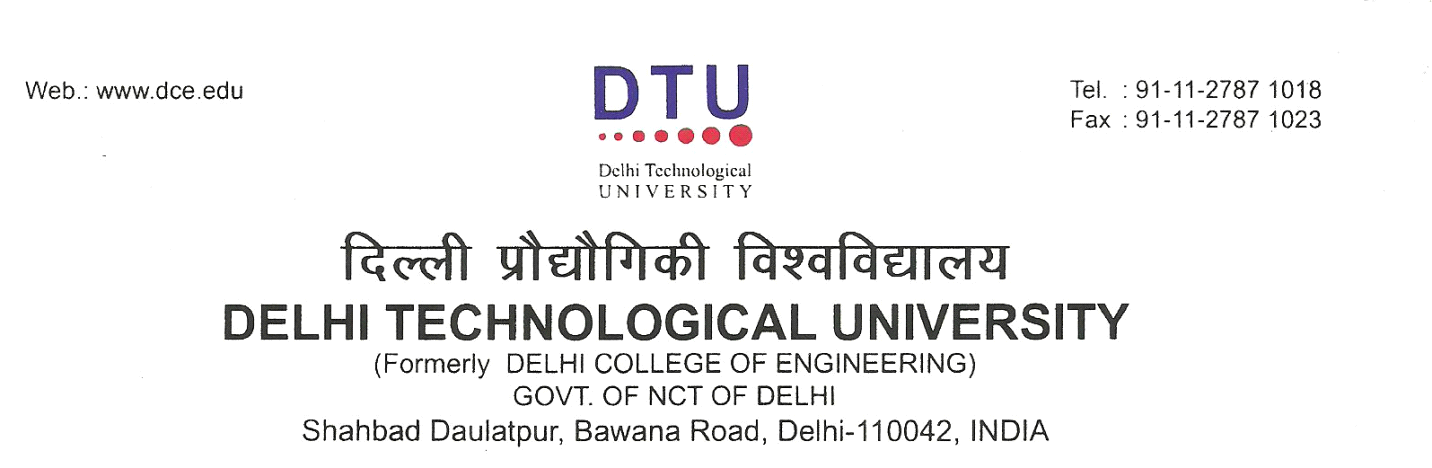 Web.: www.dce.edu
DTU
Delhi Technological
UNIVERSITY
Tel. : 91-11-2787 1018
Fax : 91-11-2787 1023
दिल्ली प्रौद्यौगिकी विश्वविद्यालय
DELHI TECHNOLOGICAL UNIVERSITY
(Formerly DELHI COLLEGE OF ENGINEERING)
GOVT. OF NCT OF DELHI
Shahbad Daulatpur, Bawana Road, Delhi-110042, INDIA